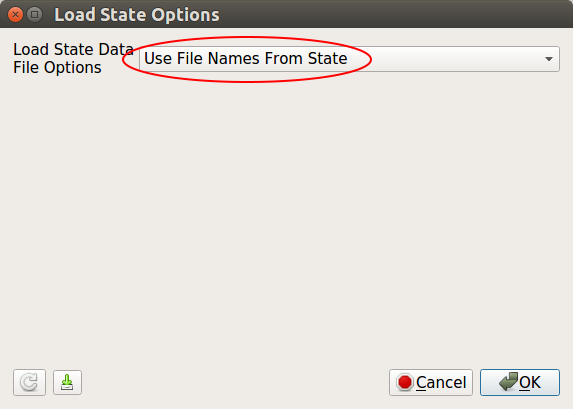 Load State Options
Load State Data
File Options
Use File Names From State
Cancel
OK